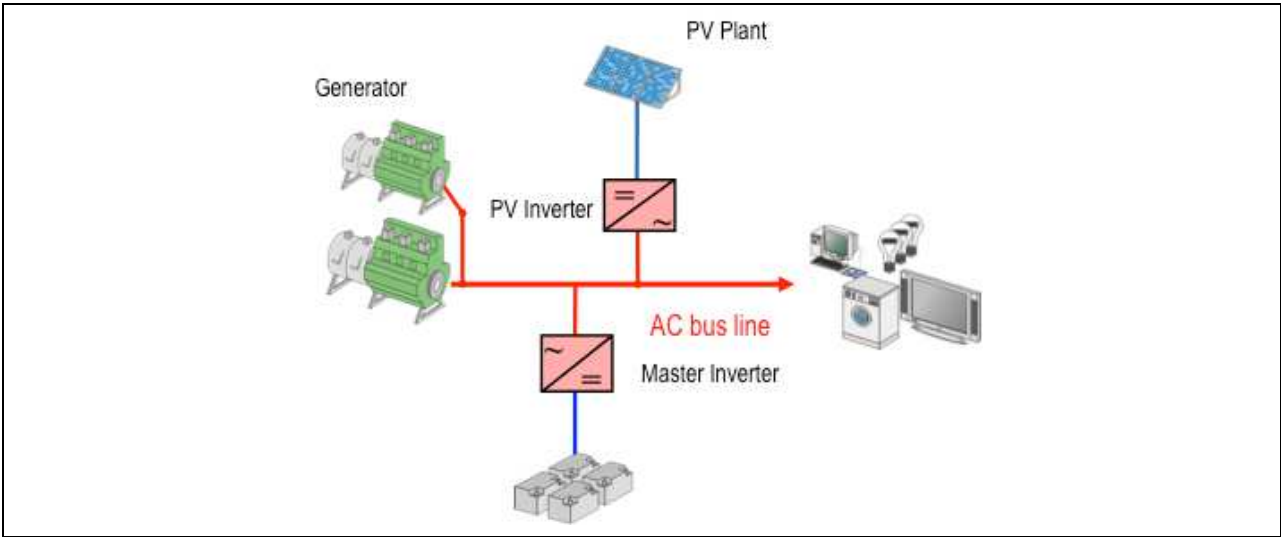 PV Plant
Generator
PV Inverter
AC bus line
Master Inverter